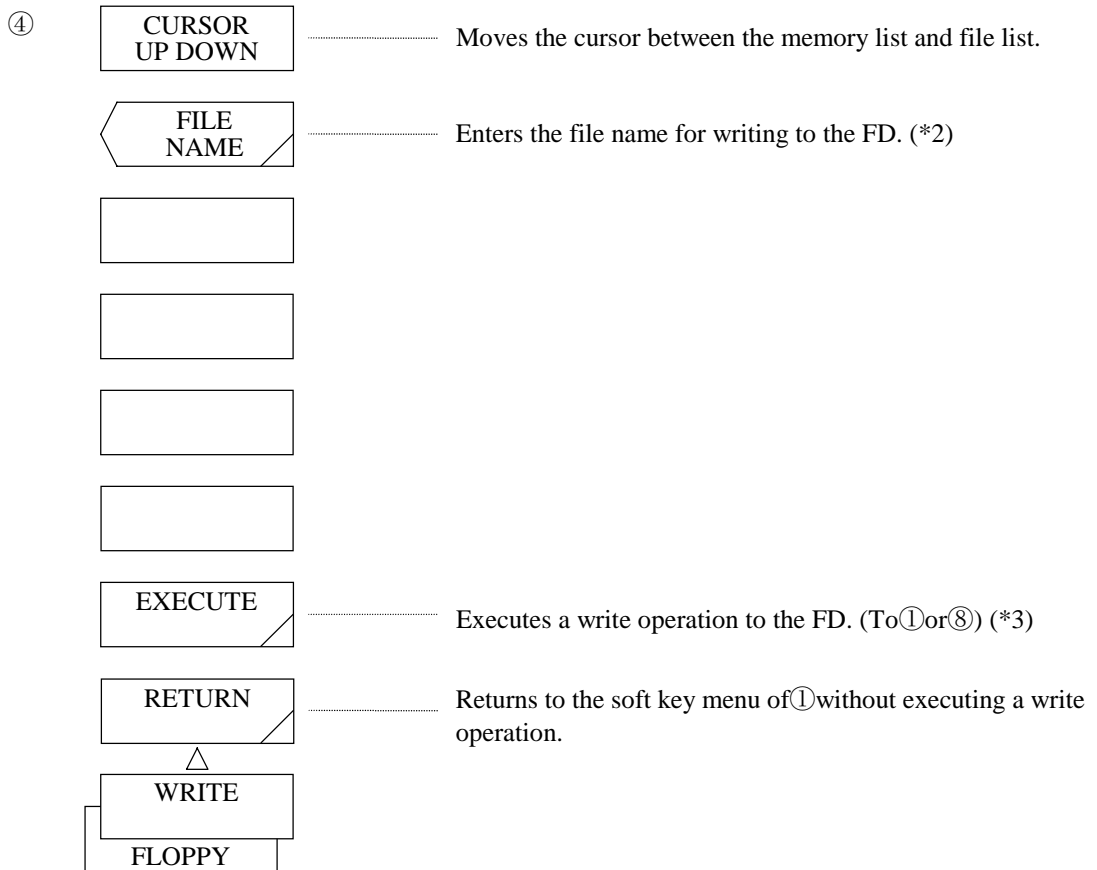 ④
CURSOR
UP DOWN
Moves the cursor between the memory list and file list.
FILE
NAME
Enters the file name for writing to the FD. (*2)
EXECUTE
Executes a write operation to the FD. (To①or⑧) (*3)
RETURN
Returns to the soft key menu of①without executing a write
operation.
△
WRITE
FLOPPY